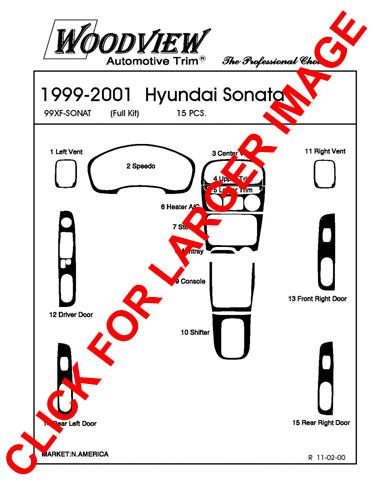 WOODVIEW
Automotive Trim®
The Professional Choice
1999-2001 Hyundai Sonata
99XF-SONAT (Full Kit) 15 PCS.
1 Left Vent
2 Speedo
3 Center
11 Right Vent
4 Upper Trim
5 Lower Trim
6 Heater A/C
7
9 Console
10 Shifter
12 Driver Door
13 Front Right Door
Rear Left Door
15 Rear Right Door
MARKET:N.AMERICA
R 11-02-00
CLICK FOR LARGER IMAGE